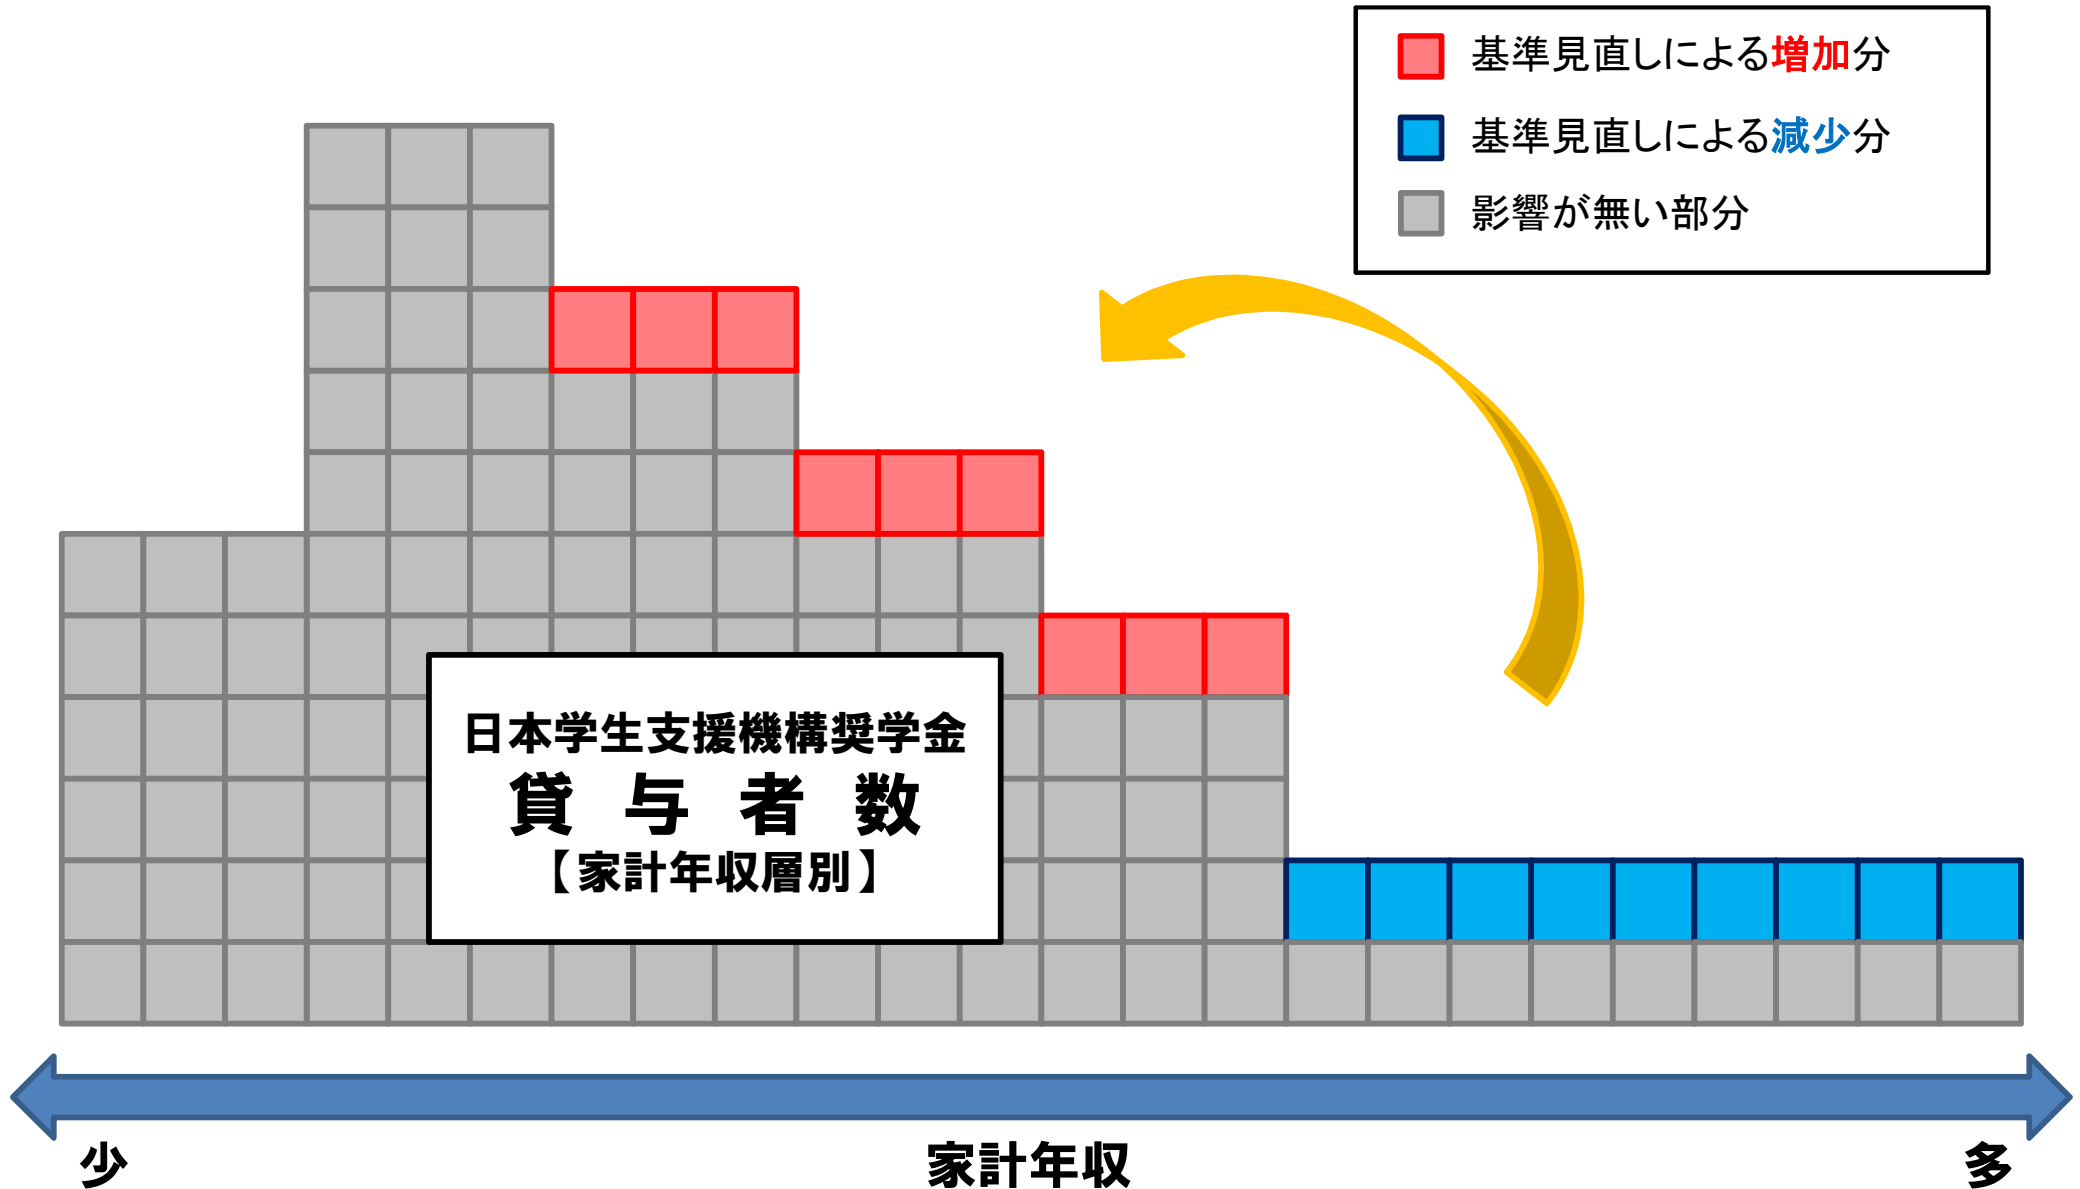 基準見直しによる増加分
基準見直しによる減少分
影響が無い部分
日本学生支援機構奨学金
貸与者数
【家計年収層別】
少
家計年収
多